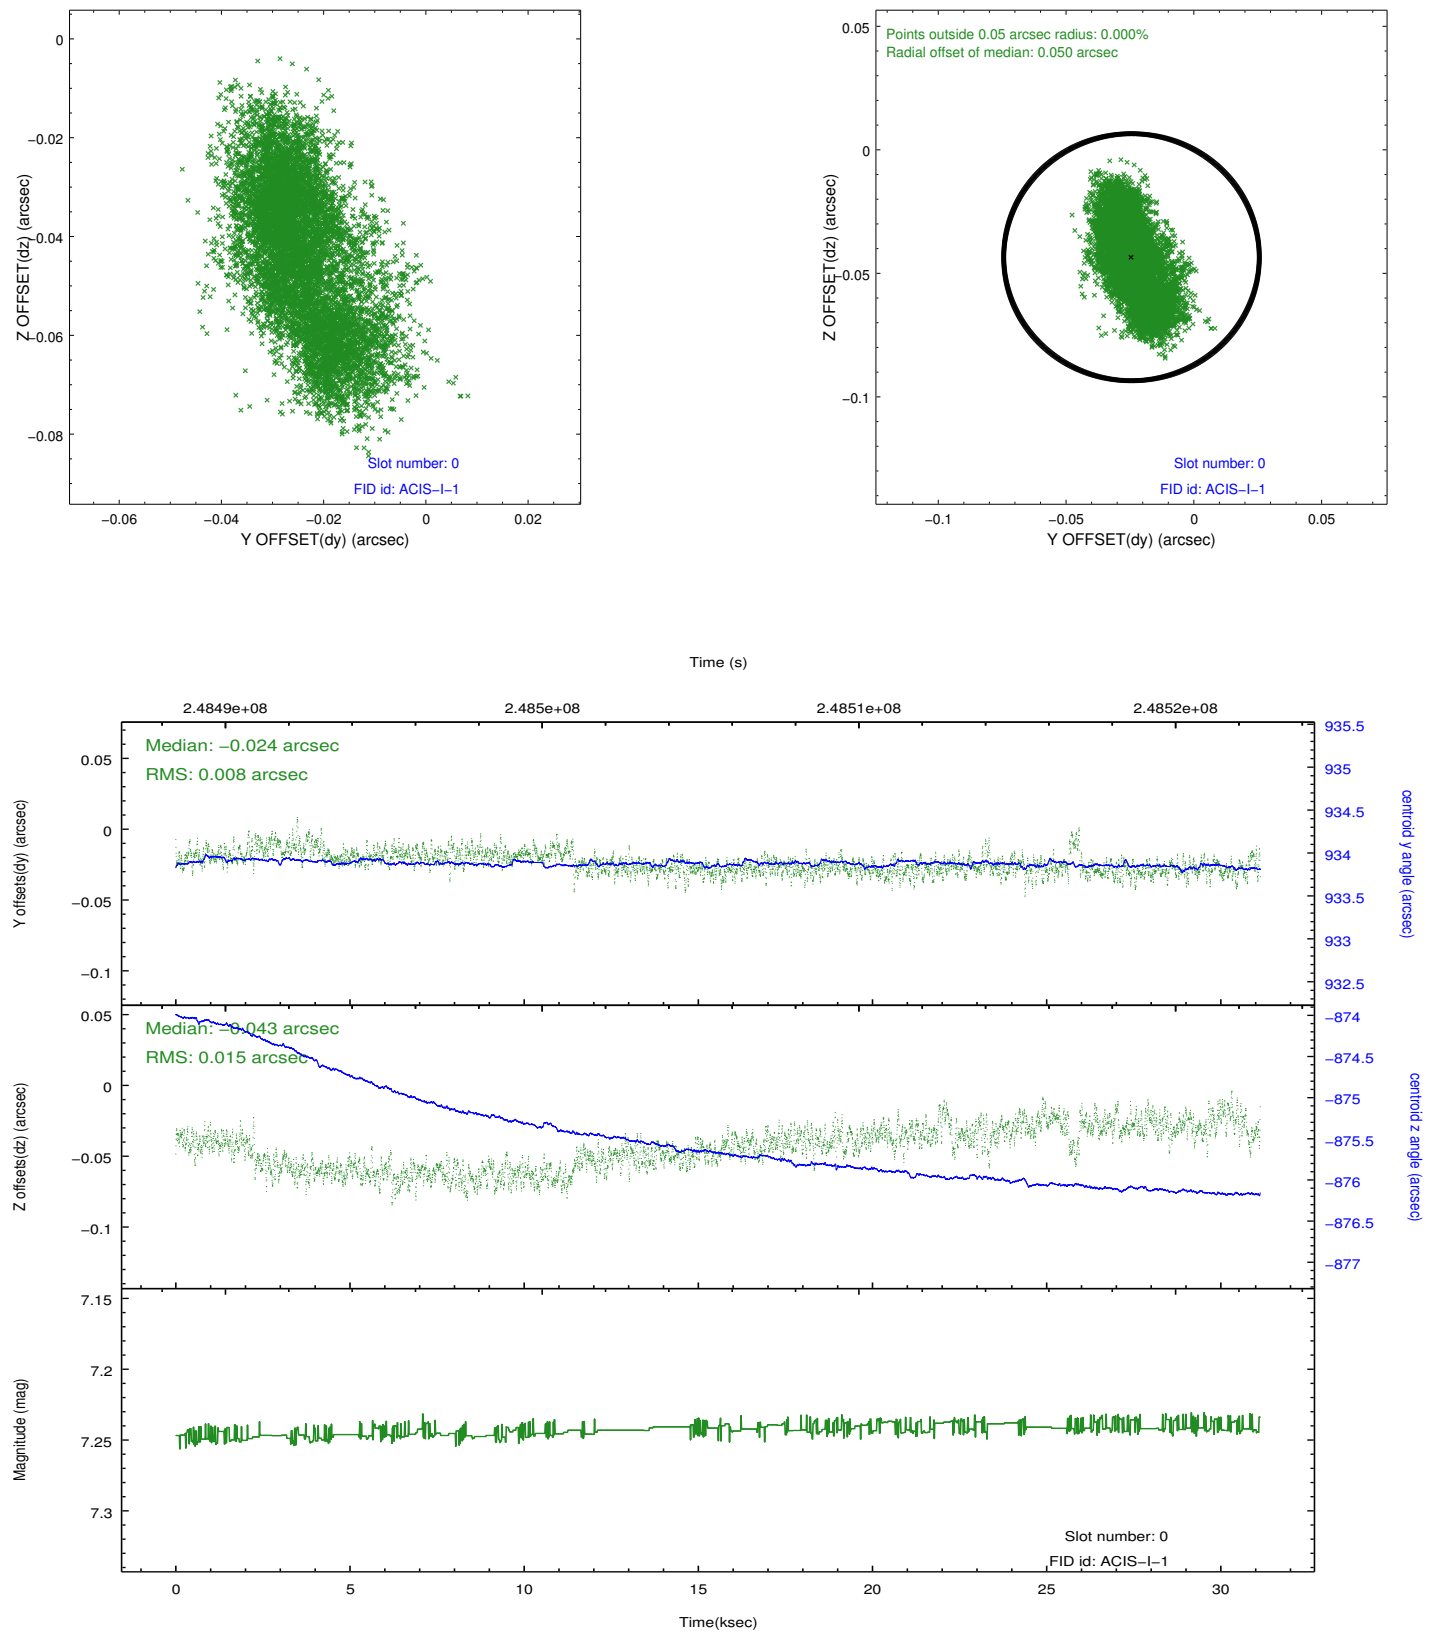 0
−0.02
−0.04
−0.06
−0.08
Z OFFSET(dz) (arcsec)
Slot number: 0
FID id: ACIS−I−1
−0.06
−0.04
−0.02
0
0.02
Y OFFSET(dy) (arcsec)
Points outside 0.05 arcsec radius: 0.000%
Radial offset of median: 0.050 arcsec
0.05
0
−0.05
−0.1
Z OFFSET(dz) (arcsec)
Slot number: 0
FID id: ACIS−I−1
−0.1
−0.05
0
0.05
Y OFFSET(dy) (arcsec)
Time (s)
2.4849e+08
2.485e+08
2.4851e+08
2.4852e+08
Median: −0.024 arcsec
RMS: 0.008 arcsec
0.05
0
−0.05
−0.1
Y offsets(dy) (arcsec)
935.5
935
934.5
934
933.5
933
932.5
centroid y angle (arcsec)
Median: −0.043 arcsec
RMS: 0.015 arcsec
0.05
0
−0.05
−0.1
Z offsets(dz) (arcsec)
−874
−874.5
−875
−875.5
−876
−876.5
−877
centroid z angle (arcsec)
7.15
7.2
7.25
7.3
Magnitude (mag)
Slot number: 0
FID id: ACIS−I−1
0
5
10
15
20
25
30
Time(ksec)